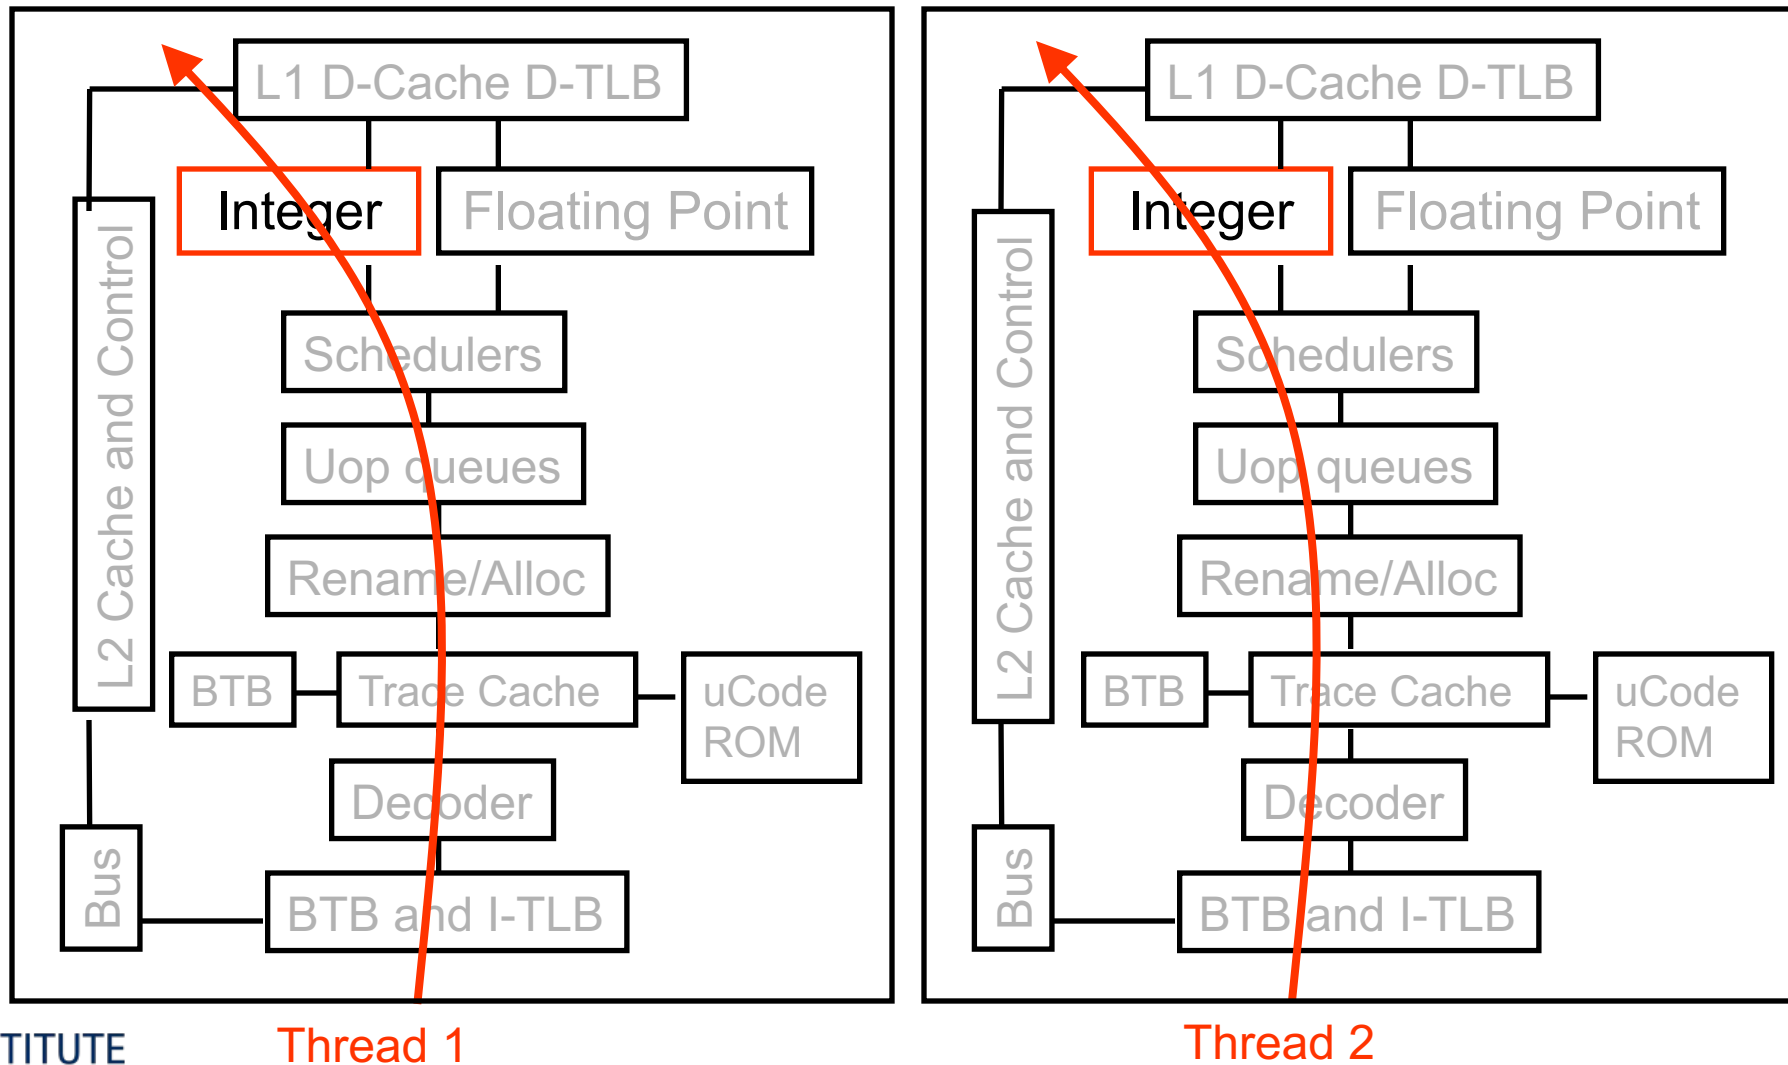 L1 D-Cache D-TLB
Integer
Floating Point
L2 Cache and Control
Schedulers
Uop queues
Rename/Alloc
BTB
Trace Cache
uCode
ROM
Decoder
Bus
BTB and I-TLB
Thread 1
L1 D-Cache D-TLB
Integer
Floating Point
L2 Cache and Control
Schedulers
Uop queues
Rename/Alloc
BTB
Trace Cache
uCode
ROM
Decoder
Bus
BTB and I-TLB
Thread 2
TITUTE